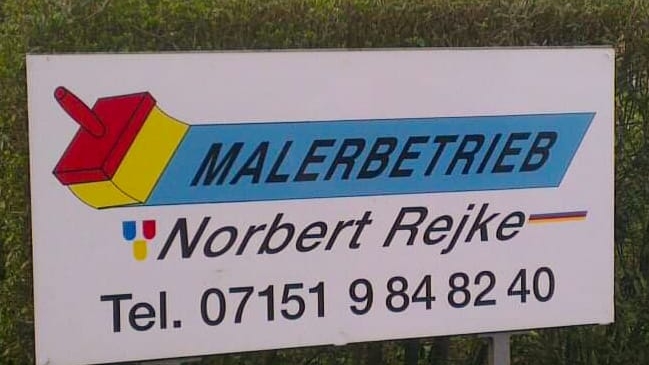 MALERBETRIEB
Norbert Rejke
Tel. 07151 9 84 82 40